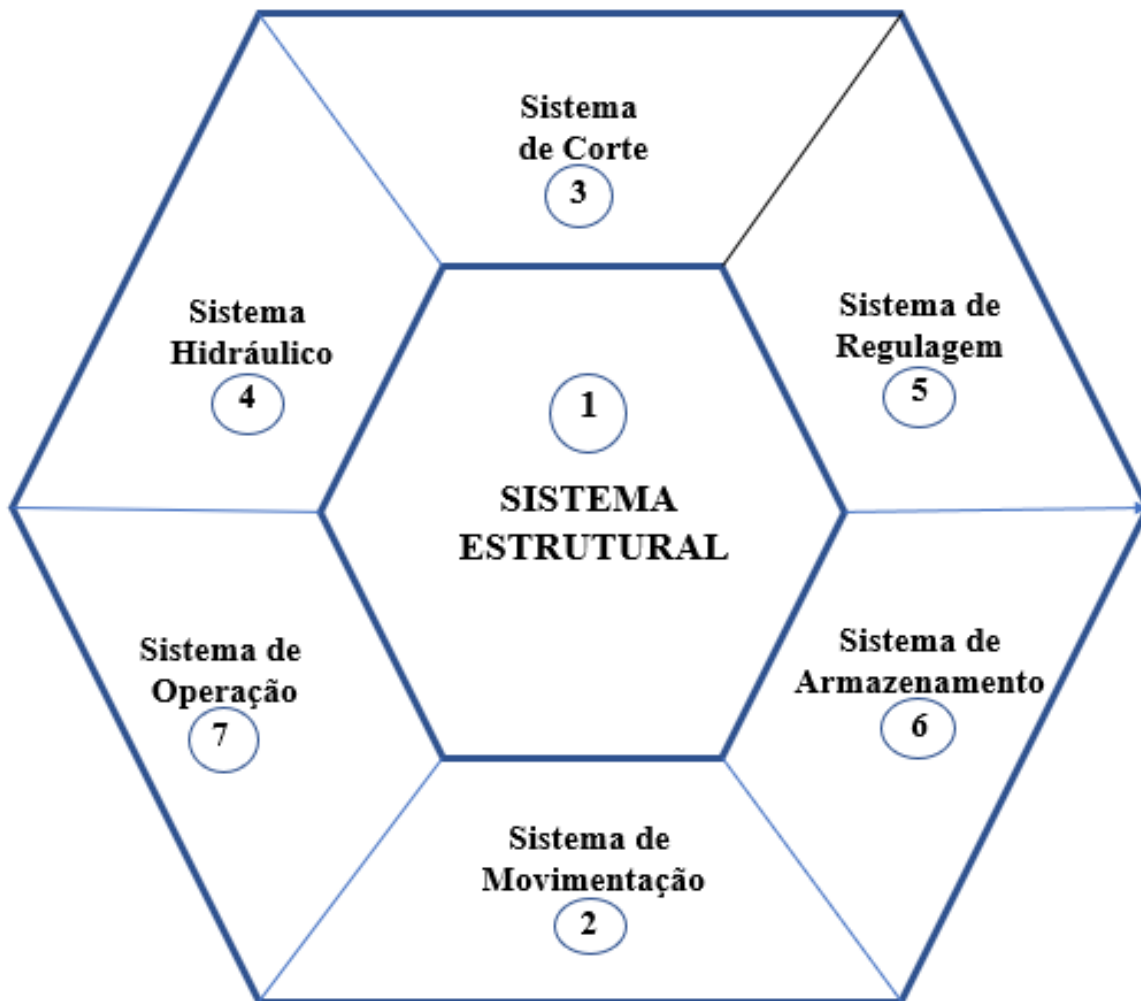 Sistema
de Corte
3
Sistema
Hidráulico
4
Sistema de
Regulagem
5
1
SISTEMA
ESTRUTURAL
Sistema de
Operação
7
Sistema de
Armazenamento
6
Sistema de
Movimentação
2